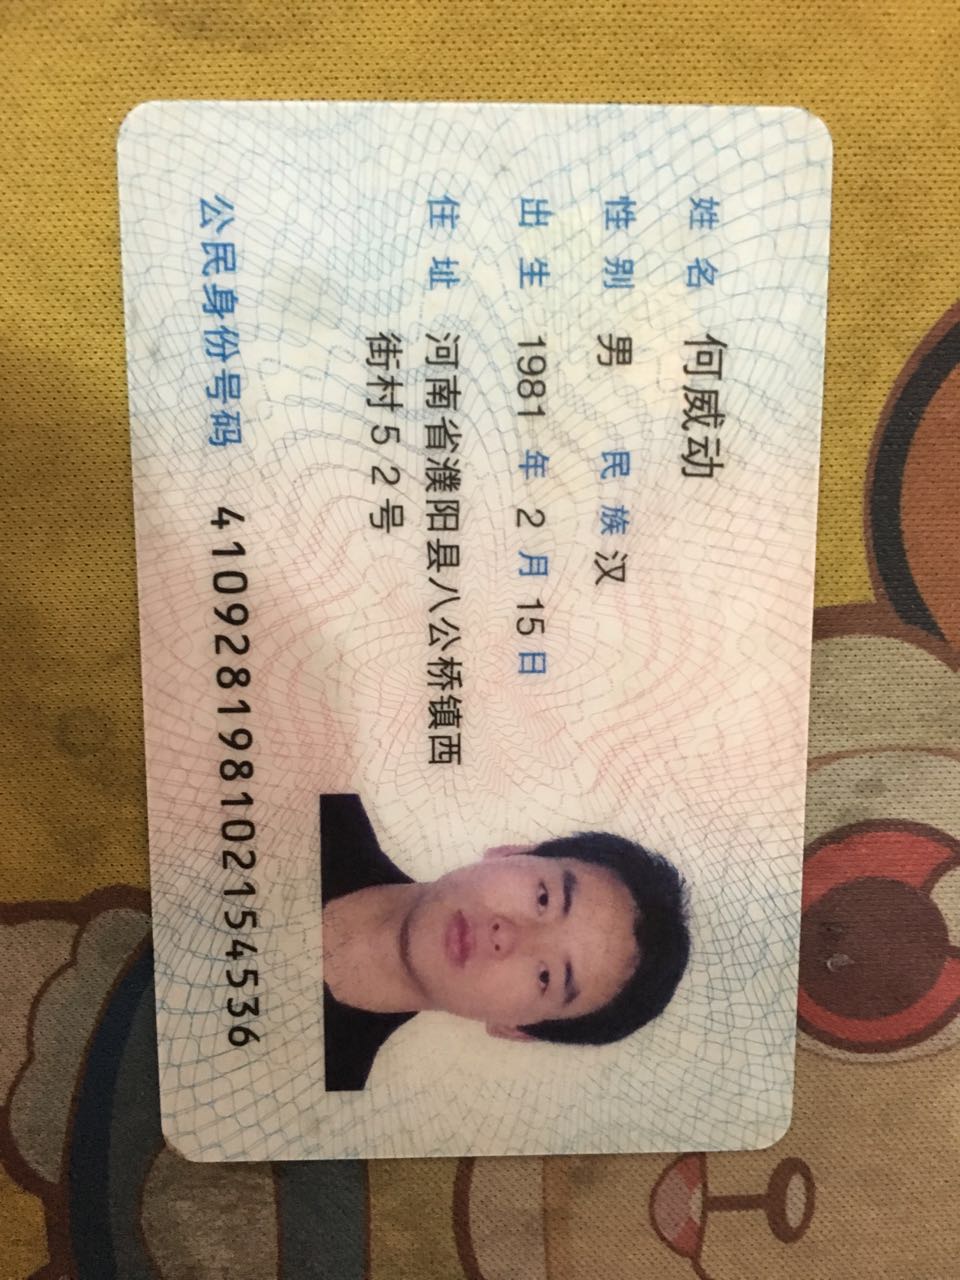 姓名 何威动
性别 男 民族 汉
出生 1981 年 2 月 15 日
住址 河南省濮阳县八公桥镇西
街村52号
公民身份号码 410928198102154536